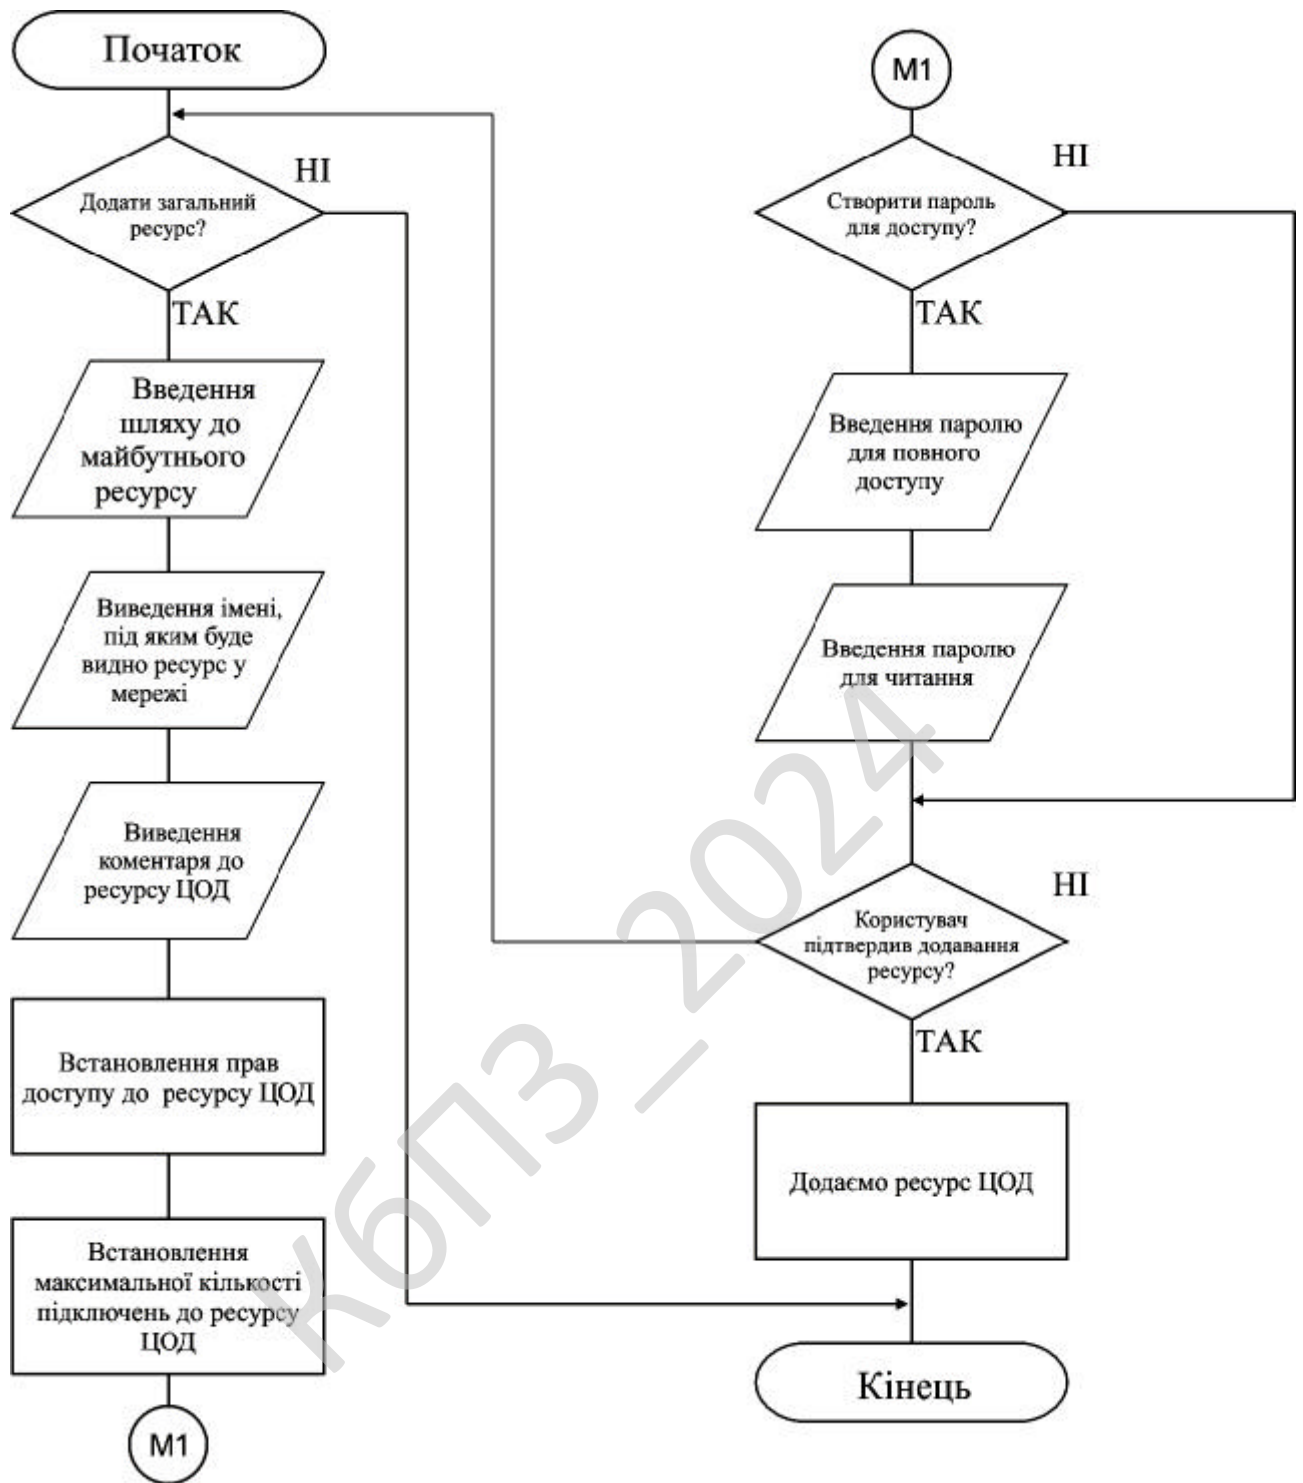 Початок
НІ
Додати загальний
ресурс?
ТАК
Введення
шляху до
майбутнього
ресурсу
Виведення імені,
під яким буде
видно ресурс у
мережі
Виведення
коментаря до
ресурсу ЦОД
Встановлення прав
доступу до ресурсу ЦОД
Встановлення
максимальної кількості
підключень до ресурсу
ЦОД
М1
М1
НІ
Створити пароль
для доступу?
ТАК
Введення паролю
для повного
доступу
Введення паролю
для читання
НІ
Користувач
підтвердив додавання
ресурсу?
ТАК
Додаємо ресурс ЦОД
Кінець
КбПЗ_2024